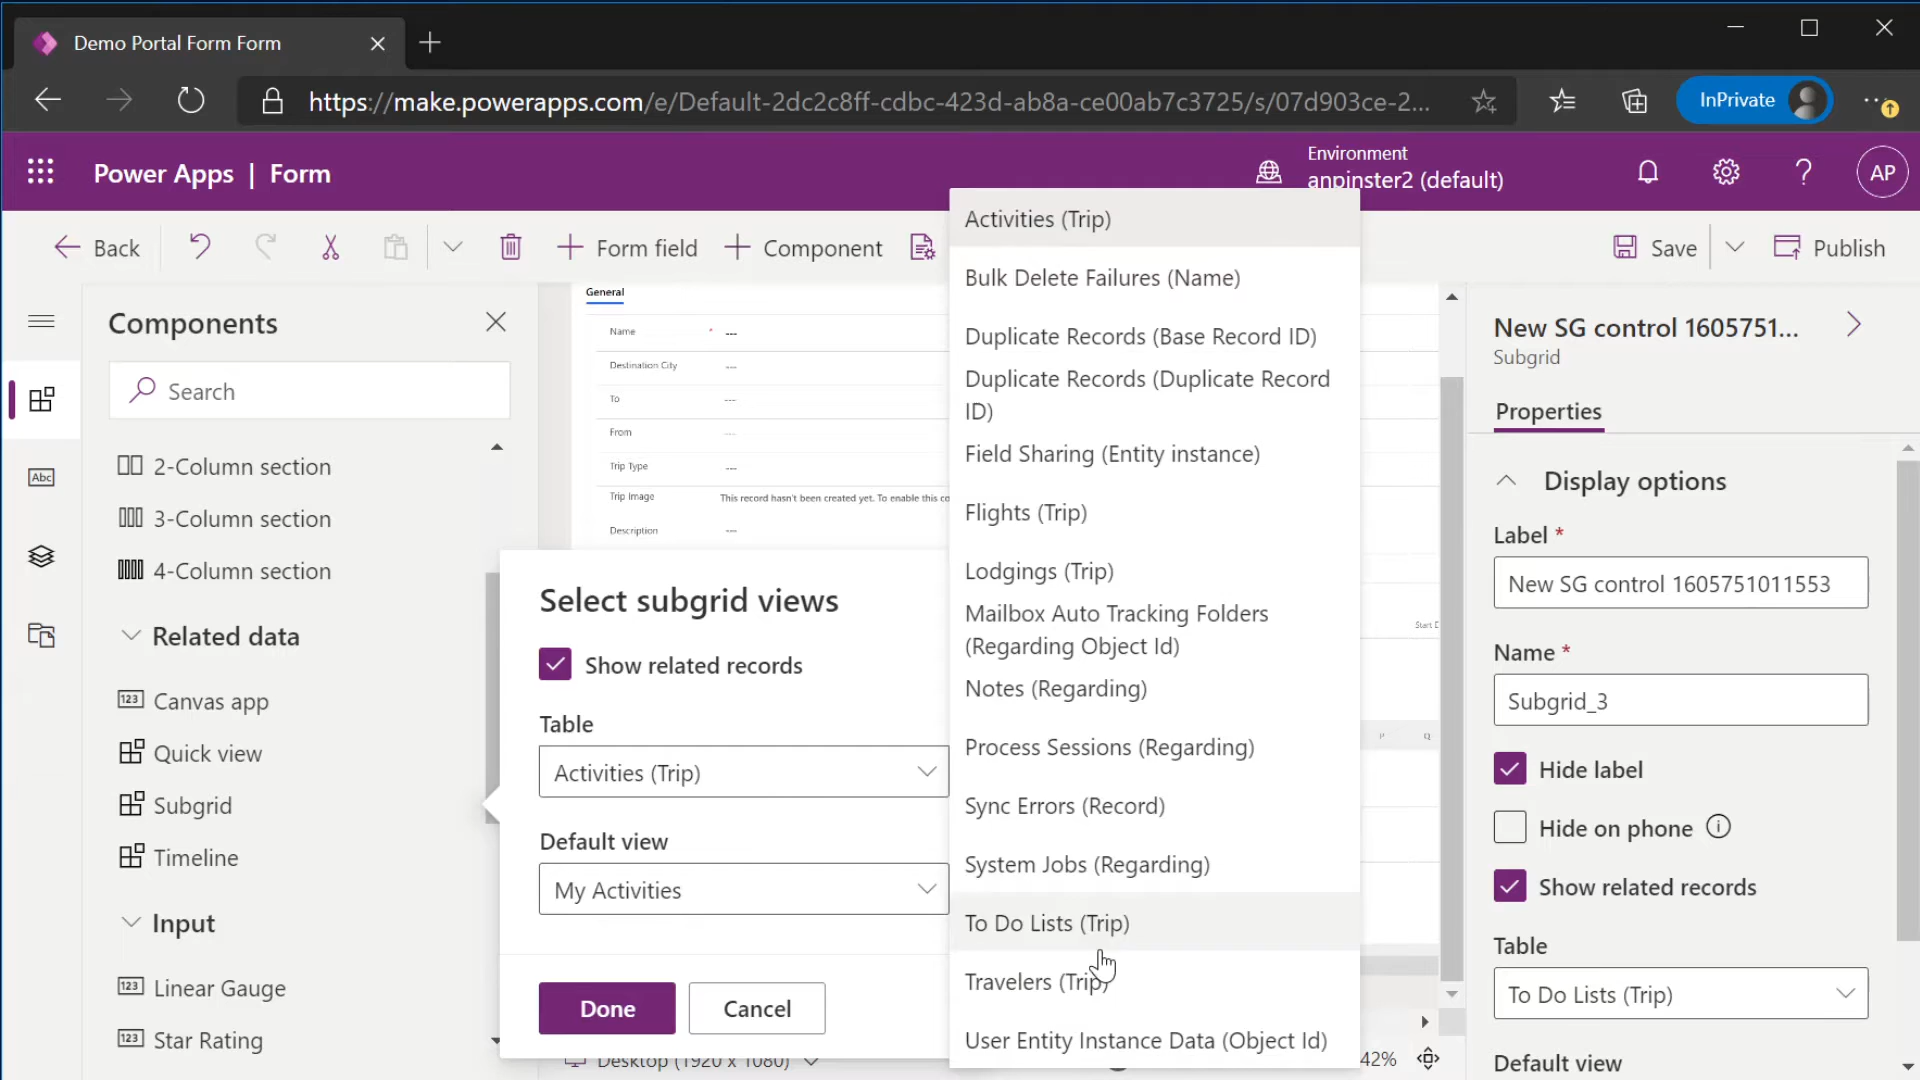 Demo Portal Form Form
https://make.powerapps.com/e/Default-2dc2c8ff-cdbc-423d-ab8a-ce00ab7c3725/s/07d903ce-2...
InPrivate
Power Apps | Form
Environment
anpinster2 (default)
AP
Back
Form field
Component
Save
Publish
Components
Search
2-Column section
3-Column section
4-Column section
Related data
Canvas app
Quick view
Subgrid
Timeline
Input
Linear Gauge
Star Rating
General
Name * ---
Destination City ---
To ---
From ---
Trip Type ---
Trip Image This record hasn't been created yet. To enable this co
Description ---
Start D
P Q
Select subgrid views
Show related records
Table
Activities (Trip)
Default view
My Activities
Done
Cancel
Desktop (1920 x 1080)
42%
Activities (Trip)
Bulk Delete Failures (Name)
Duplicate Records (Base Record ID)
Duplicate Records (Duplicate Record
ID)
Field Sharing (Entity instance)
Flights (Trip)
Lodgings (Trip)
Mailbox Auto Tracking Folders
(Regarding Object Id)
Notes (Regarding)
Process Sessions (Regarding)
Sync Errors (Record)
System Jobs (Regarding)
To Do Lists (Trip)
Travelers (Trip)
User Entity Instance Data (Object Id)
New SG control 1605751...
Subgrid
Properties
Display options
Label *
New SG control 1605751011553
Name *
Subgrid_3
Hide label
Hide on phone
Show related records
Table
To Do Lists (Trip)
Default view